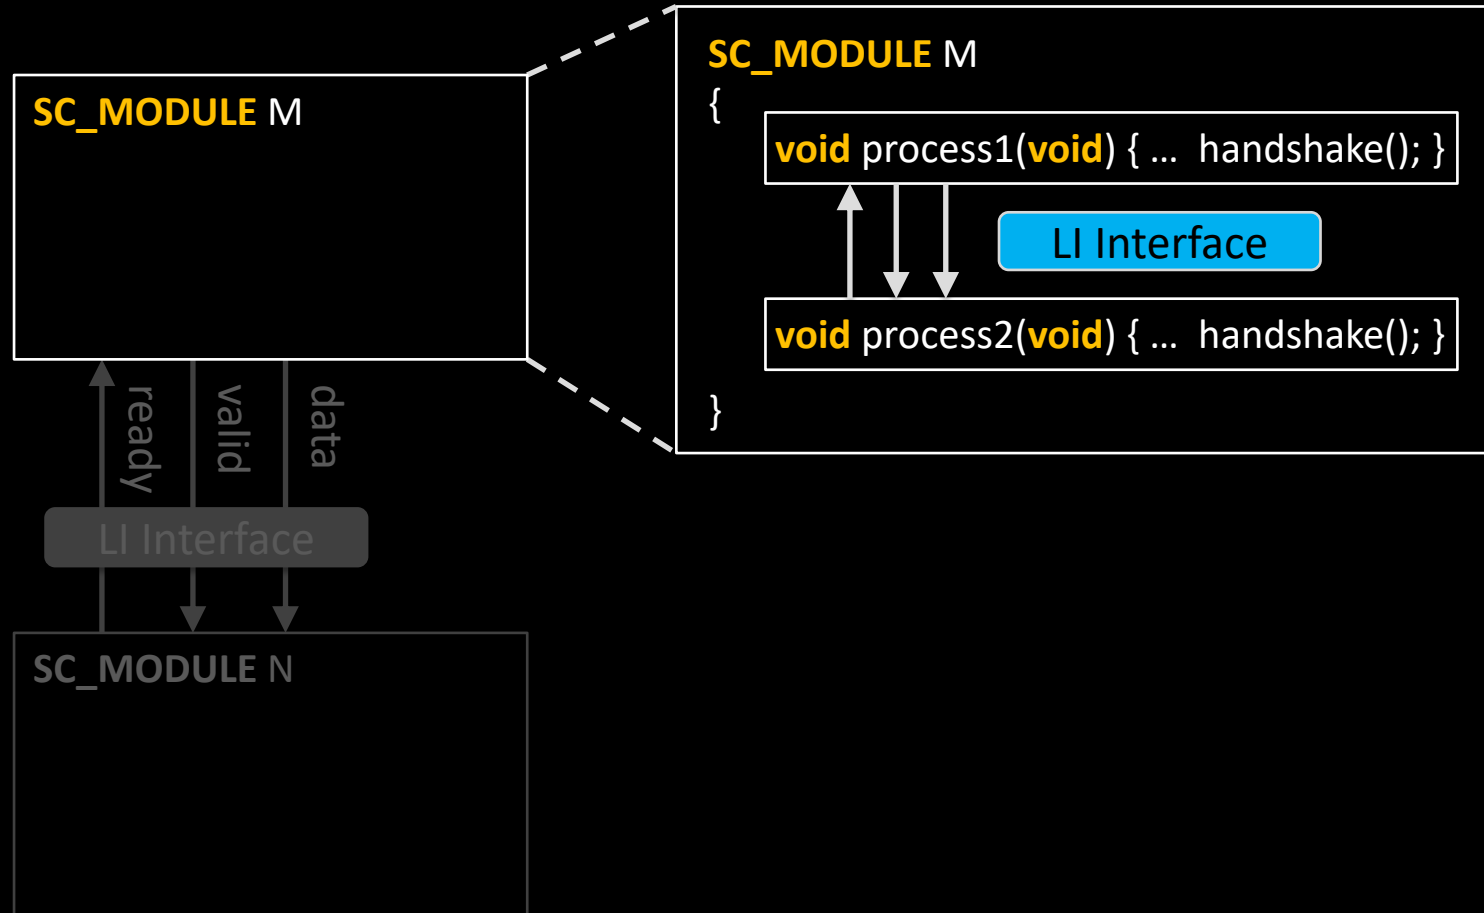 SC_MODULE M
ready
valid
data
LI Interface
SC_MODULE N
SC_MODULE M
{
void process1(void) { … handshake(); }
LI Interface
void process2(void) { … handshake(); }
}